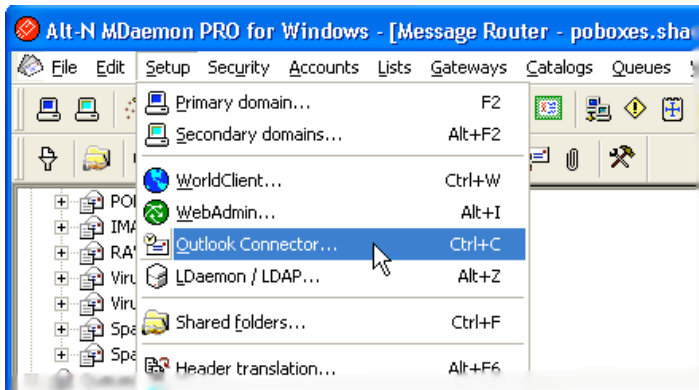 Alt-N MDaemon PRO for Windows - [Message Router - poboxes.sha
File Edit Setup Security Accounts Lists Gateways Catalogs Queues
Primary domain... F2
Secondary domains... Alt+F2
WorldClient... Ctrl+W
POP
WebAdmin... Alt+I
IMA
Outlook Connector... Ctrl+C
RA
LDaemon / LDAP... Alt+Z
Viru
Viru
Shared folders... Ctrl+F
Spa
Spa
Header translation... Alt+F6